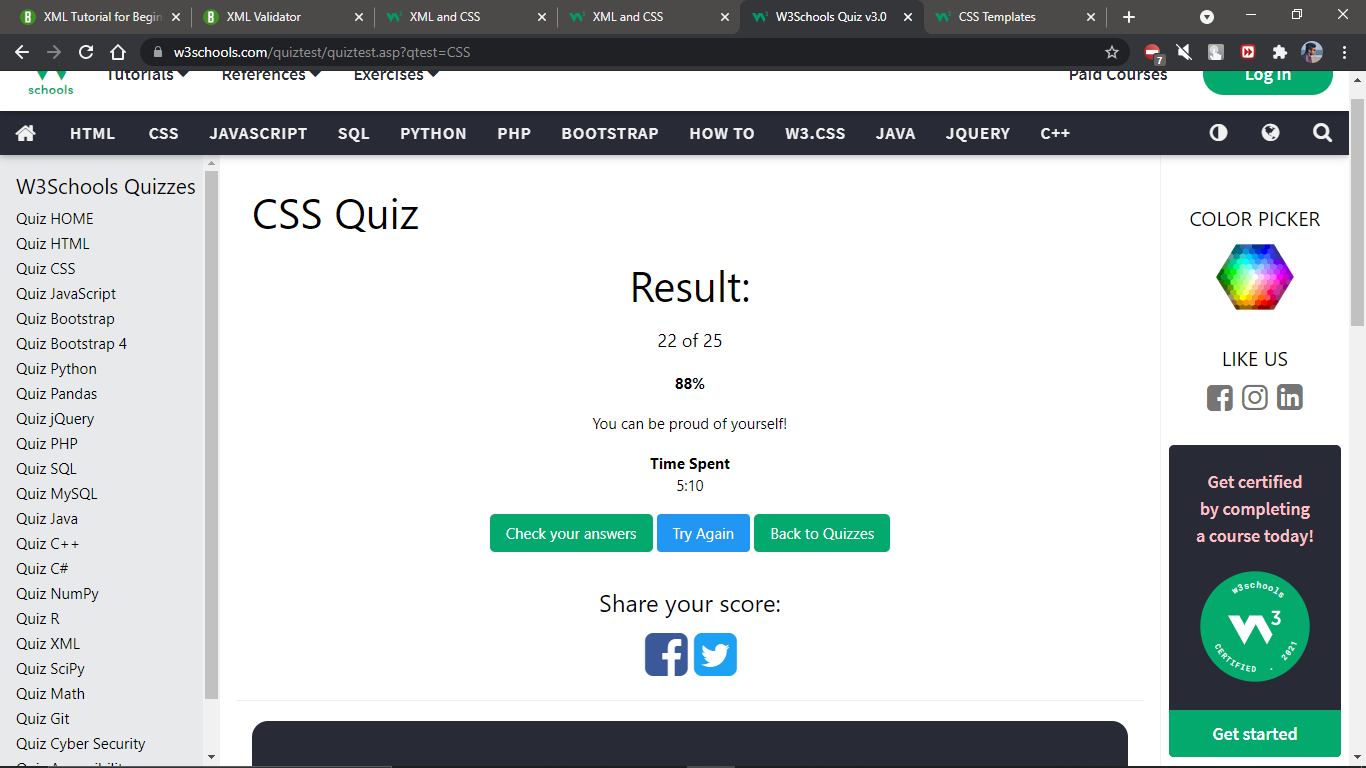 XML Tutorial for Begin
XML Validator
XML and CSS
XML and CSS
W3Schools Quiz v3.0
CSS Templates
w3schools.com/quiztest/quiztest.asp?qtest=CSS
7
schools
Tutorials
References
Exercises
Paid Courses
Log in
HTML
CSS
JAVASCRIPT
SQL
PYTHON
PHP
BOOTSTRAP
HOW TO
W3.CSS
JAVA
JQUERY
C++
W3Schools Quizzes
Quiz HOME
Quiz HTML
Quiz CSS
Quiz JavaScript
Quiz Bootstrap
Quiz Bootstrap 4
Quiz Python
Quiz Pandas
Quiz jQuery
Quiz PHP
Quiz SQL
Quiz MySQL
Quiz Java
Quiz C++
Quiz C#
Quiz NumPy
Quiz R
Quiz XML
Quiz SciPy
Quiz Math
Quiz Git
Quiz Cyber Security
Quiz Accessibility
CSS Quiz
Result:
22 of 25
88%
You can be proud of yourself!
Time Spent
5:10
Check your answers
Try Again
Back to Quizzes
Share your score:
COLOR PICKER
LIKE US
Get certified
by completing
a course today!
w3schools
3
CERTIFIED . 2021
Get started